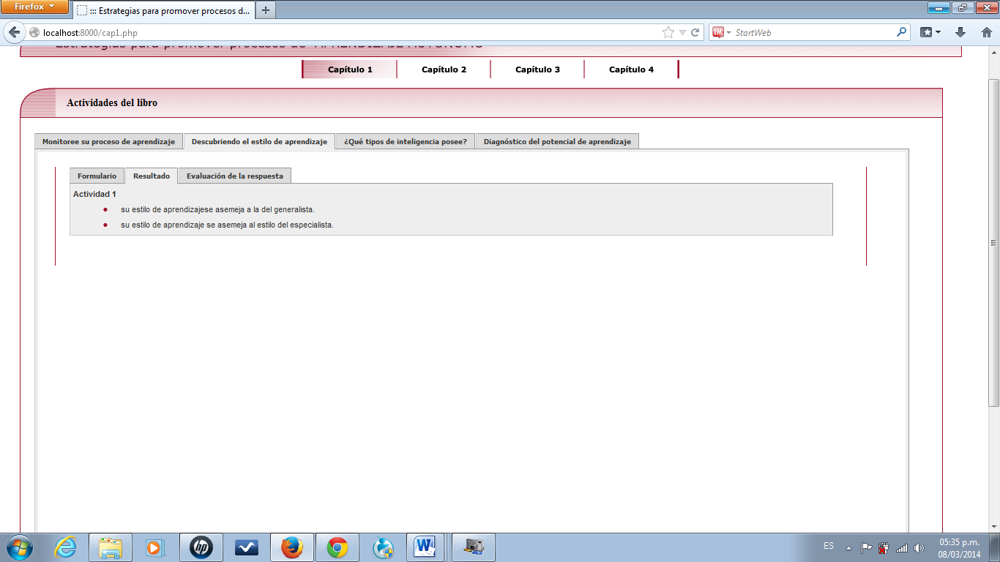 Firefox
::: Estrategias para promover procesos d...
localhost:8000/cap1.php
StartWeb
Estrategias para promover procesos de APRENDIZAJE AUTÓNOMO
Capítulo 1 Capítulo 2 Capítulo 3 Capítulo 4
Actividades del libro
Monitoree su proceso de aprendizaje Descubriendo el estilo de aprendizaje ¿Qué tipos de inteligencia posee? Diagnóstico del potencial de aprendizaje
Formulario Resultado Evaluación de la respuesta
Actividad 1
su estilo de aprendizajese asemeja a la del generalista.
su estilo de aprendizaje se asemeja al estilo del especialista.
ES
05:35 p.m.
08/03/2014